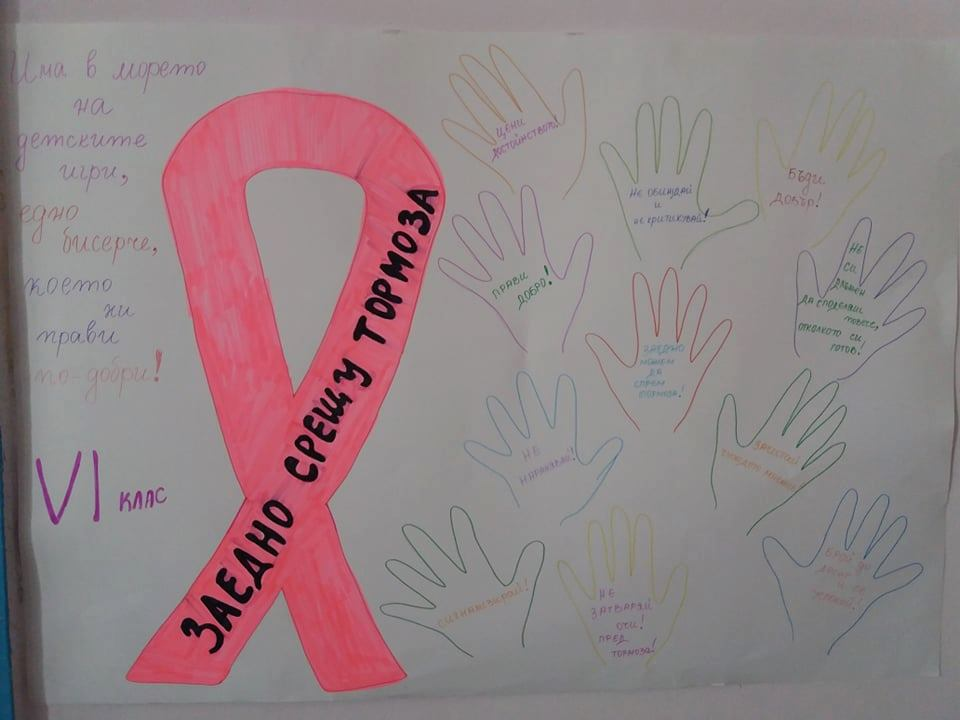 Има в морето
на
детските
игри,
едно
бисерче,
което
ни
прави
по-добри!
VI клас
ЗАЕДНО СРЕЩУ ТОРМОЗА
ЦЕНИ
ДОСТОЙНСТВОТО!
НЕ ОБИЖДАЙ
И
НЕ КРИТИКУВАЙ!
БЪДИ
ДОБЪР!
ПРАВИ
ДОБРО!
ЗАЕДНО
МОЖЕМ
ДА
СПРЕМ
ТОРМОЗА!
НЕ
СИ
ДЛЪЖЕН
ДА СПОДЕЛЯШ
ПОВЕЧЕ,
ОТКОЛКОТО СИ
ГОТОВ!
НЕ
НАРАНЯВАЙ!
ЗАЧИТАЙ
ЧУЖДОТО МНЕНИЕ!
СИГНАЛИЗИРАЙ!
НЕ
ЗАТВАРЯЙ
ОЧИ!
ПРЕД
ТОРМОЗА!
БРОЙ ДО
ДЕСЕТ
И СЕ
УСПОКОЙ!